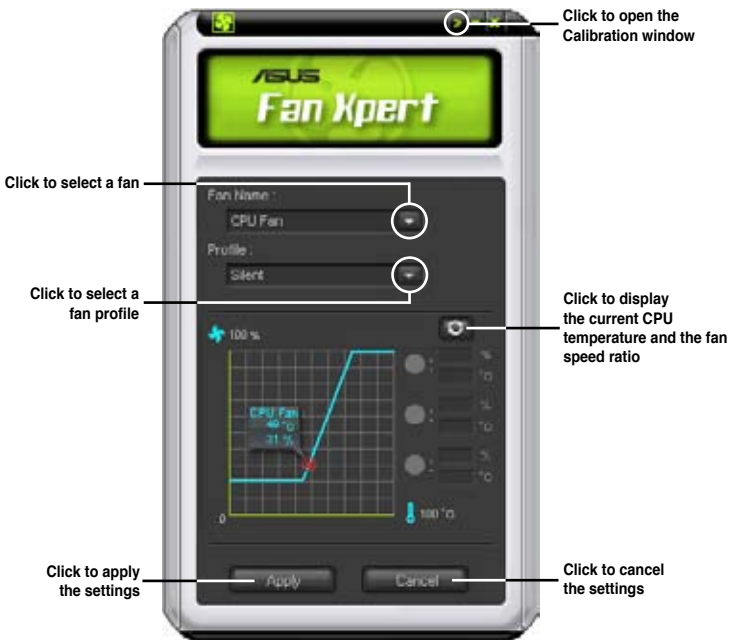 Click to open the
Calibration window
ASUS
Fan Xpert
Click to select a fan
Fan Name :
CPU Fan
Profile :
Silent
Click to select a
fan profile
Click to display
the current CPU
temperature and the fan
speed ratio
100 %
%
°C
CPU Fan
31 %
%
°C
%
°C
0
100 °C
Click to apply
the settings
Apply
Cancel
Click to cancel
the settings